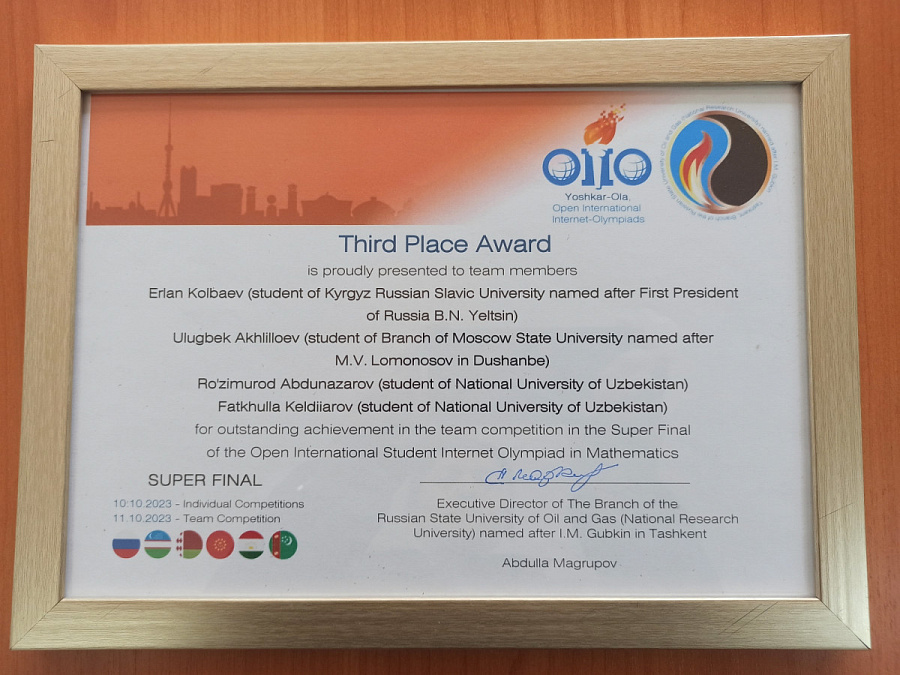 OIIO
Yoshkar-Ola,
Open International
Internet-Olympiads
Third Place Award
is proudly presented to team members
Erlan Kolbaev (student of Kyrgyz Russian Slavic University named after First President
of Russia B.N. Yeltsin)
Ulugbek Akhlilloev (student of Branch of Moscow State University named after
M.V. Lomonosov in Dushanbe)
Ro'zimurod Abdunazarov (student of National University of Uzbekistan)
Fatkhulla Keldiiarov (student of National University of Uzbekistan)
for outstanding achievement in the team competition in the Super Final
of the Open International Student Internet Olympiad in Mathematics
SUPER FINAL
10.10.2023 - Individual Competitions
11.10.2023 - Team Competition
Executive Director of The Branch of the
Russian State University of Oil and Gas (National Research
University) named after I.M. Gubkin in Tashkent
Abdulla Magrupov